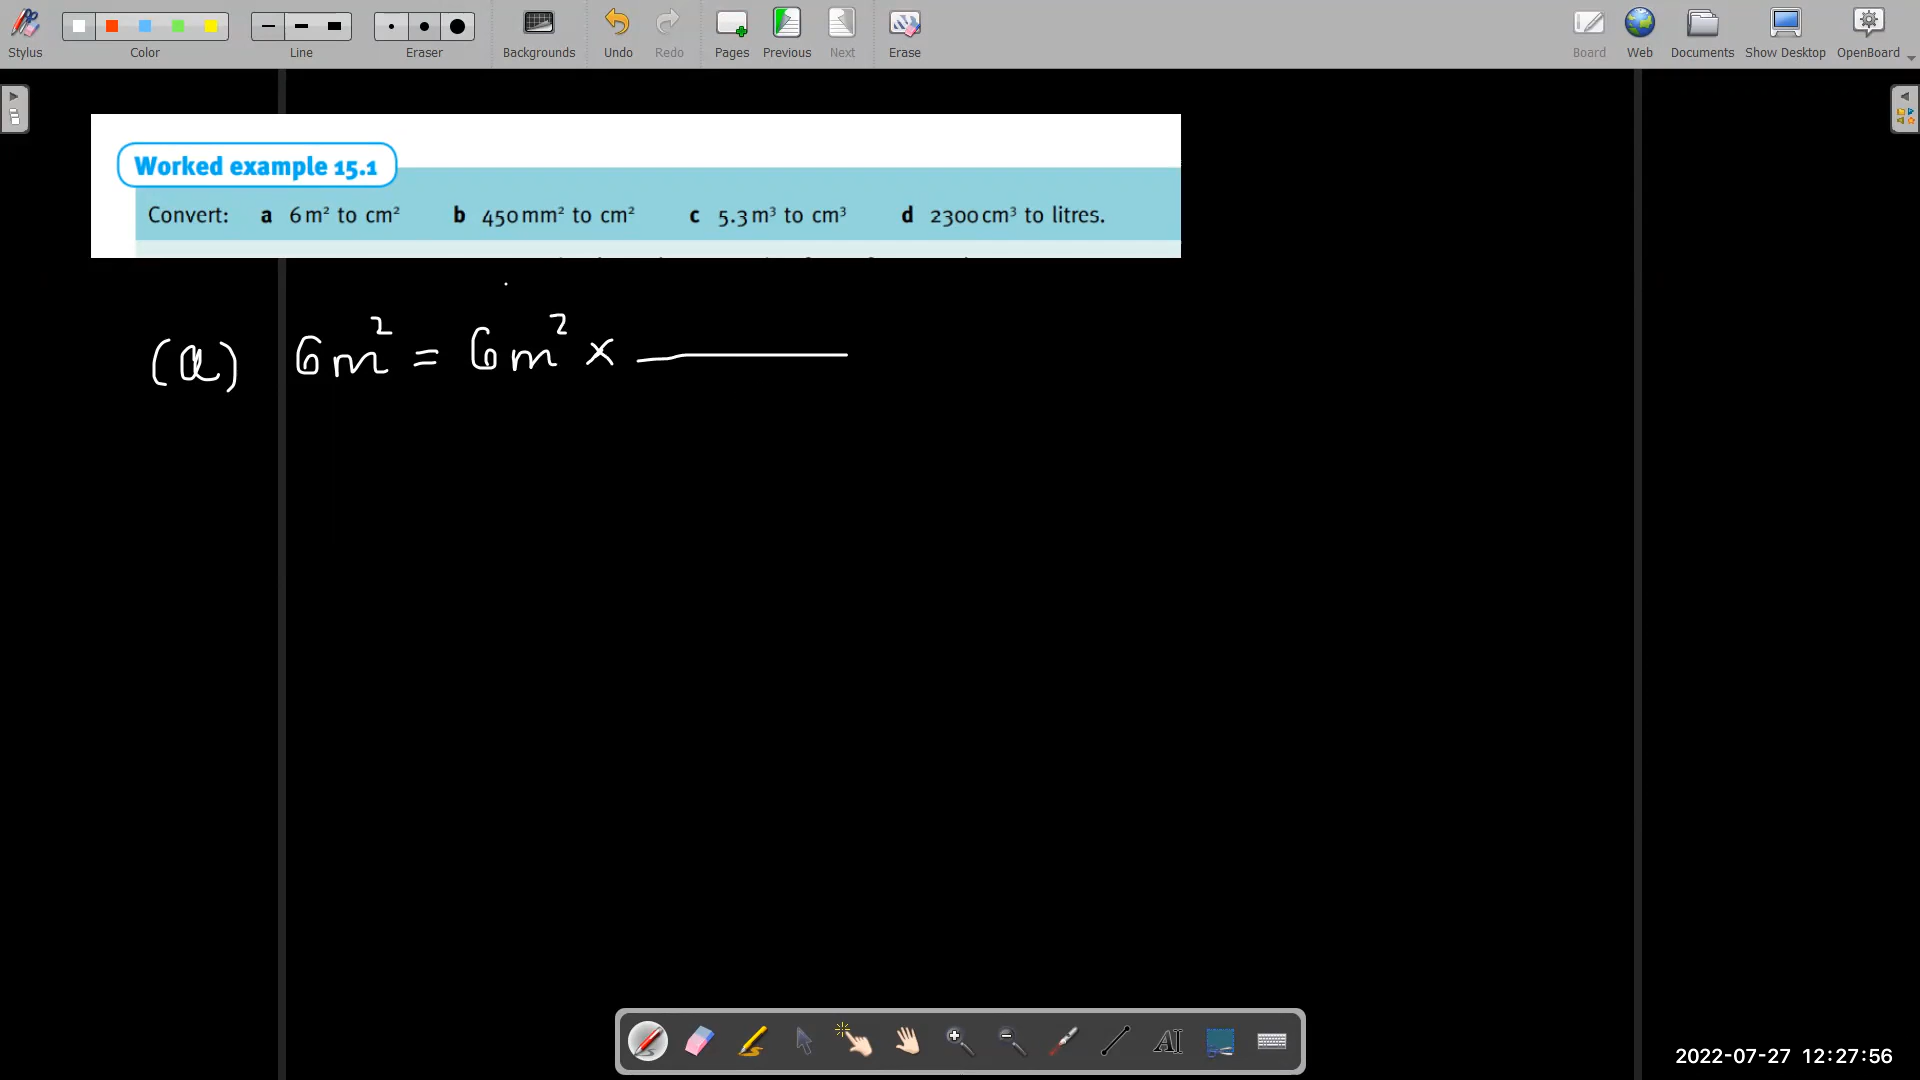 Stylus Color Line Eraser Backgrounds Undo Redo Pages Previous Next Erase Board Web Documents Show Desktop OpenBoard
Worked example 15.1
Convert: a 6 m² to cm² b 450 mm² to cm² c 5.3 m³ to cm³ d 2300 cm³ to litres.
(a) 6m² = 6m² × ____
2022-07-27 12:27:56